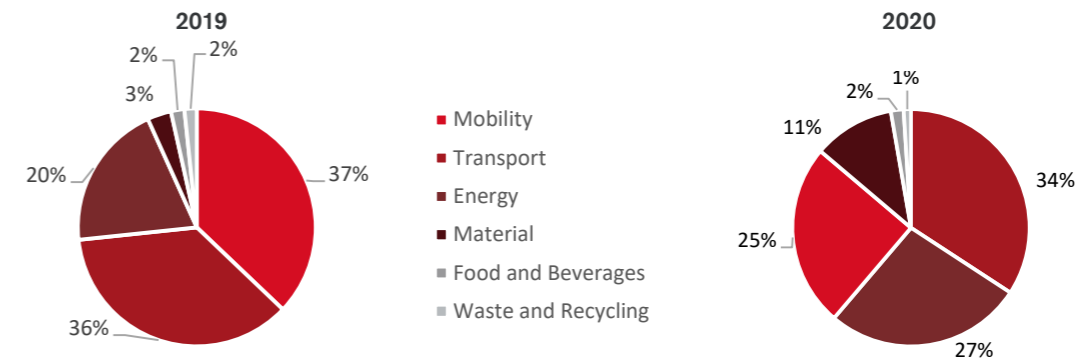 2019
2%
2%
3%
20%
37%
36%
Mobility
Transport
Energy
Material
Food and Beverages
Waste and Recycling
2020
1%
2%
11%
34%
25%
27%